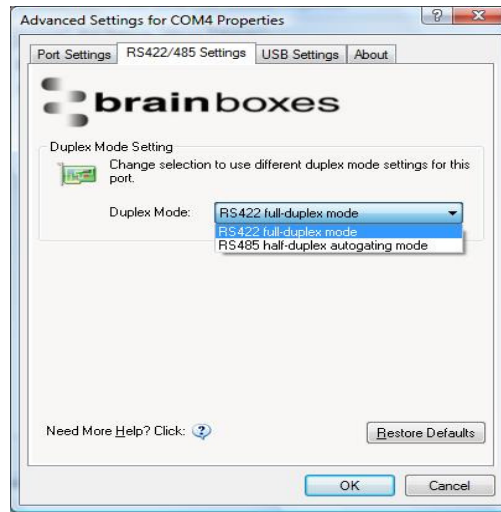 Advanced Settings for COM4 Properties
Port Settings RS422/485 Settings USB Settings About
brainboxes
Duplex Mode Setting
Change selection to use different duplex mode settings for this
port.
Duplex Mode: RS422 full-duplex mode
RS422 full-duplex mode
RS485 half-duplex autogating mode
Need More Help? Click: ?
Restore Defaults
OK Cancel